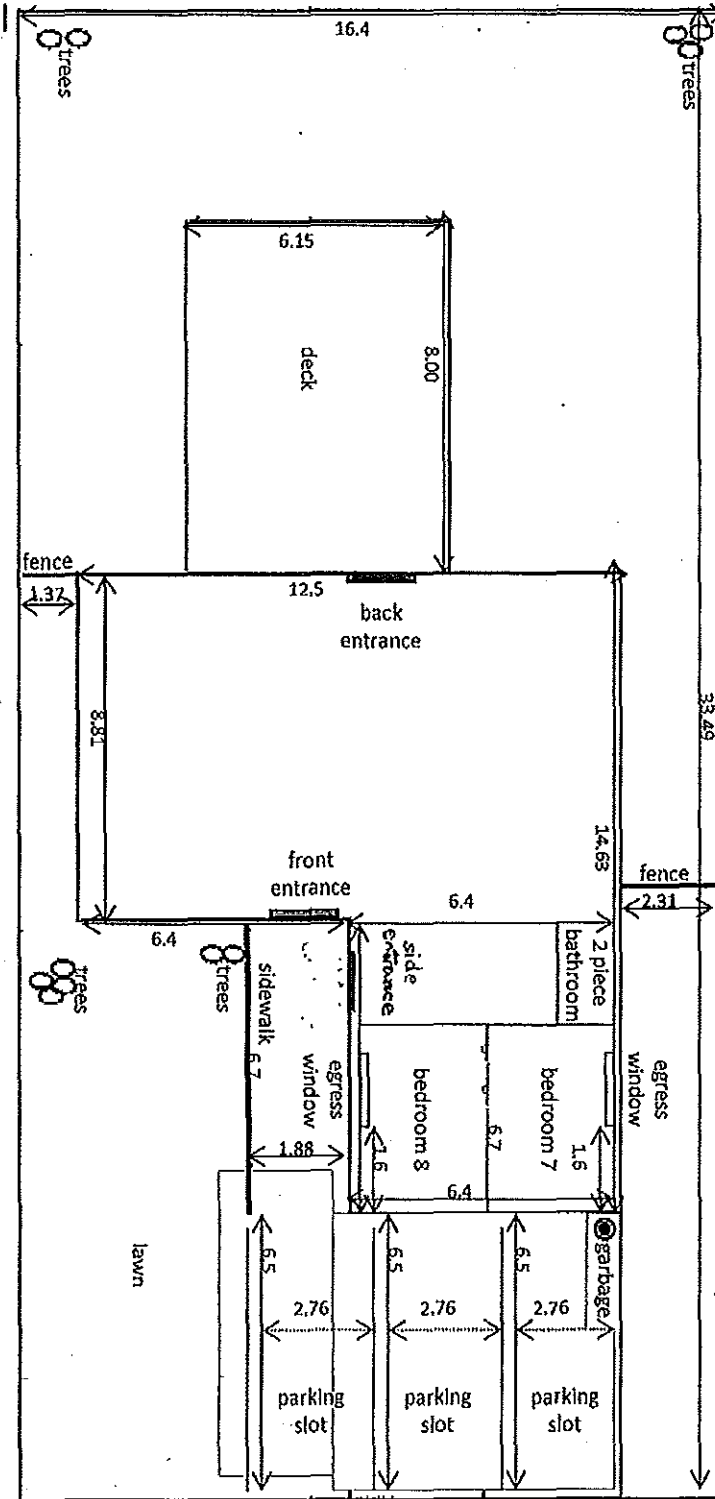 16.4
trees
trees
6.15
deck
8.00
fence
1.37
12.5
back
entrance
33.49
8.81
14.63
fence
2.31
front
entrance
6.4
6.4
trees
trees
sidewalk
6.7
side
entrance
2 piece
bathroom
egress
window
egress
window
bedroom 8
6.7
bedroom 7
1.6
1.6
1.88
6.4
garbage
lawn
6.5
6.5
6.5
2.76
2.76
2.76
parking
slot
parking
slot
parking
slot